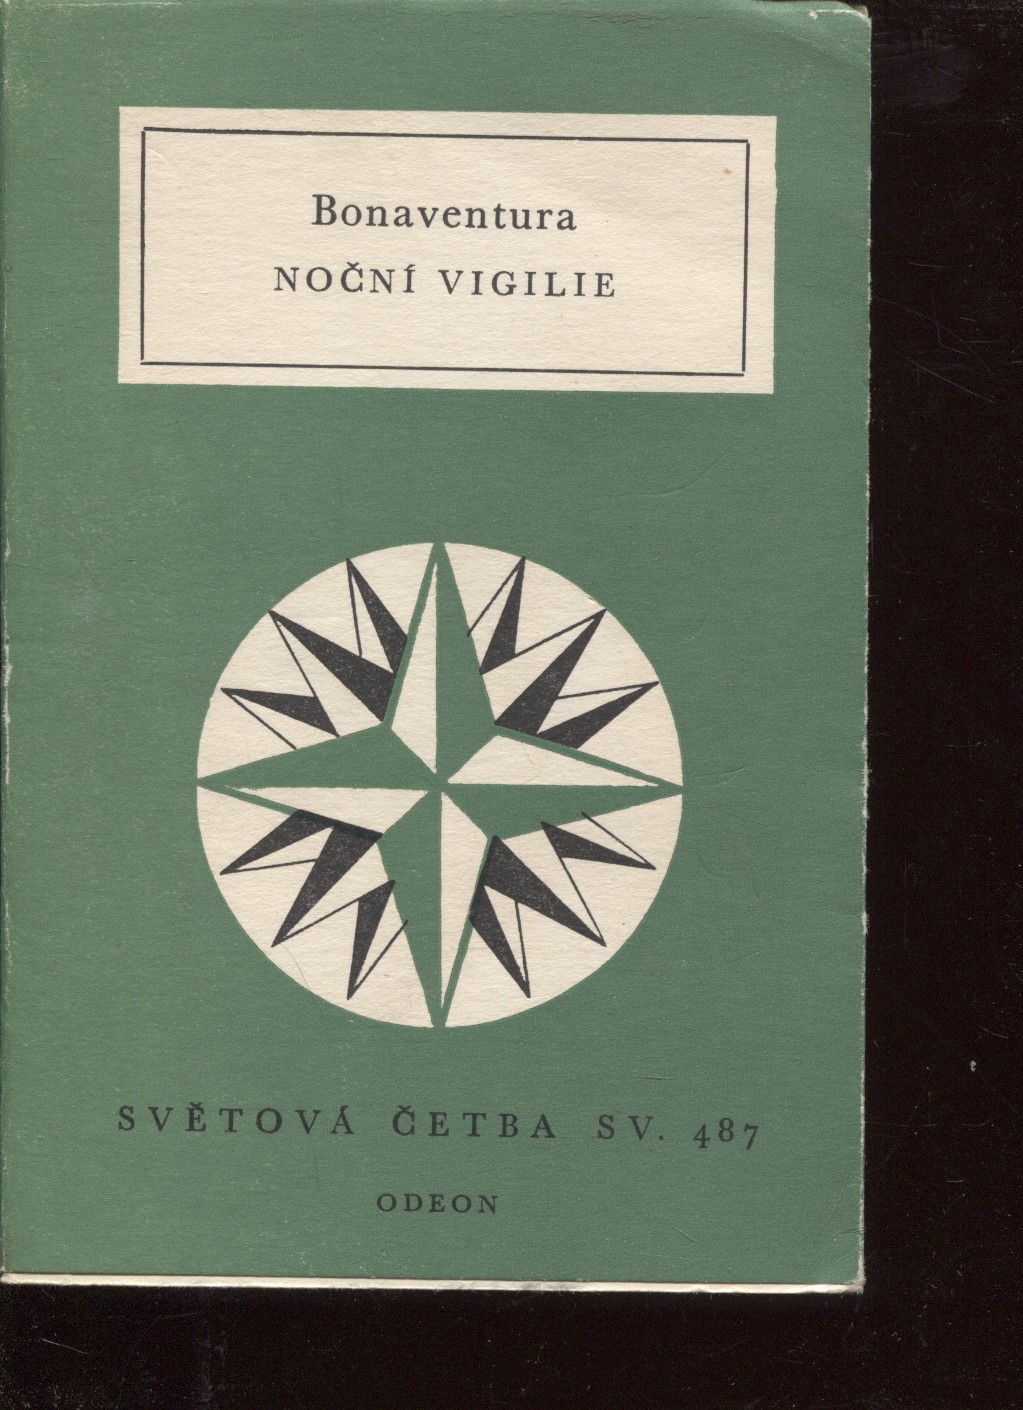 Bonaventura
NOČNÍ VIGILIE
SVĚTOVÁ ČETBA SV. 487
ODEON